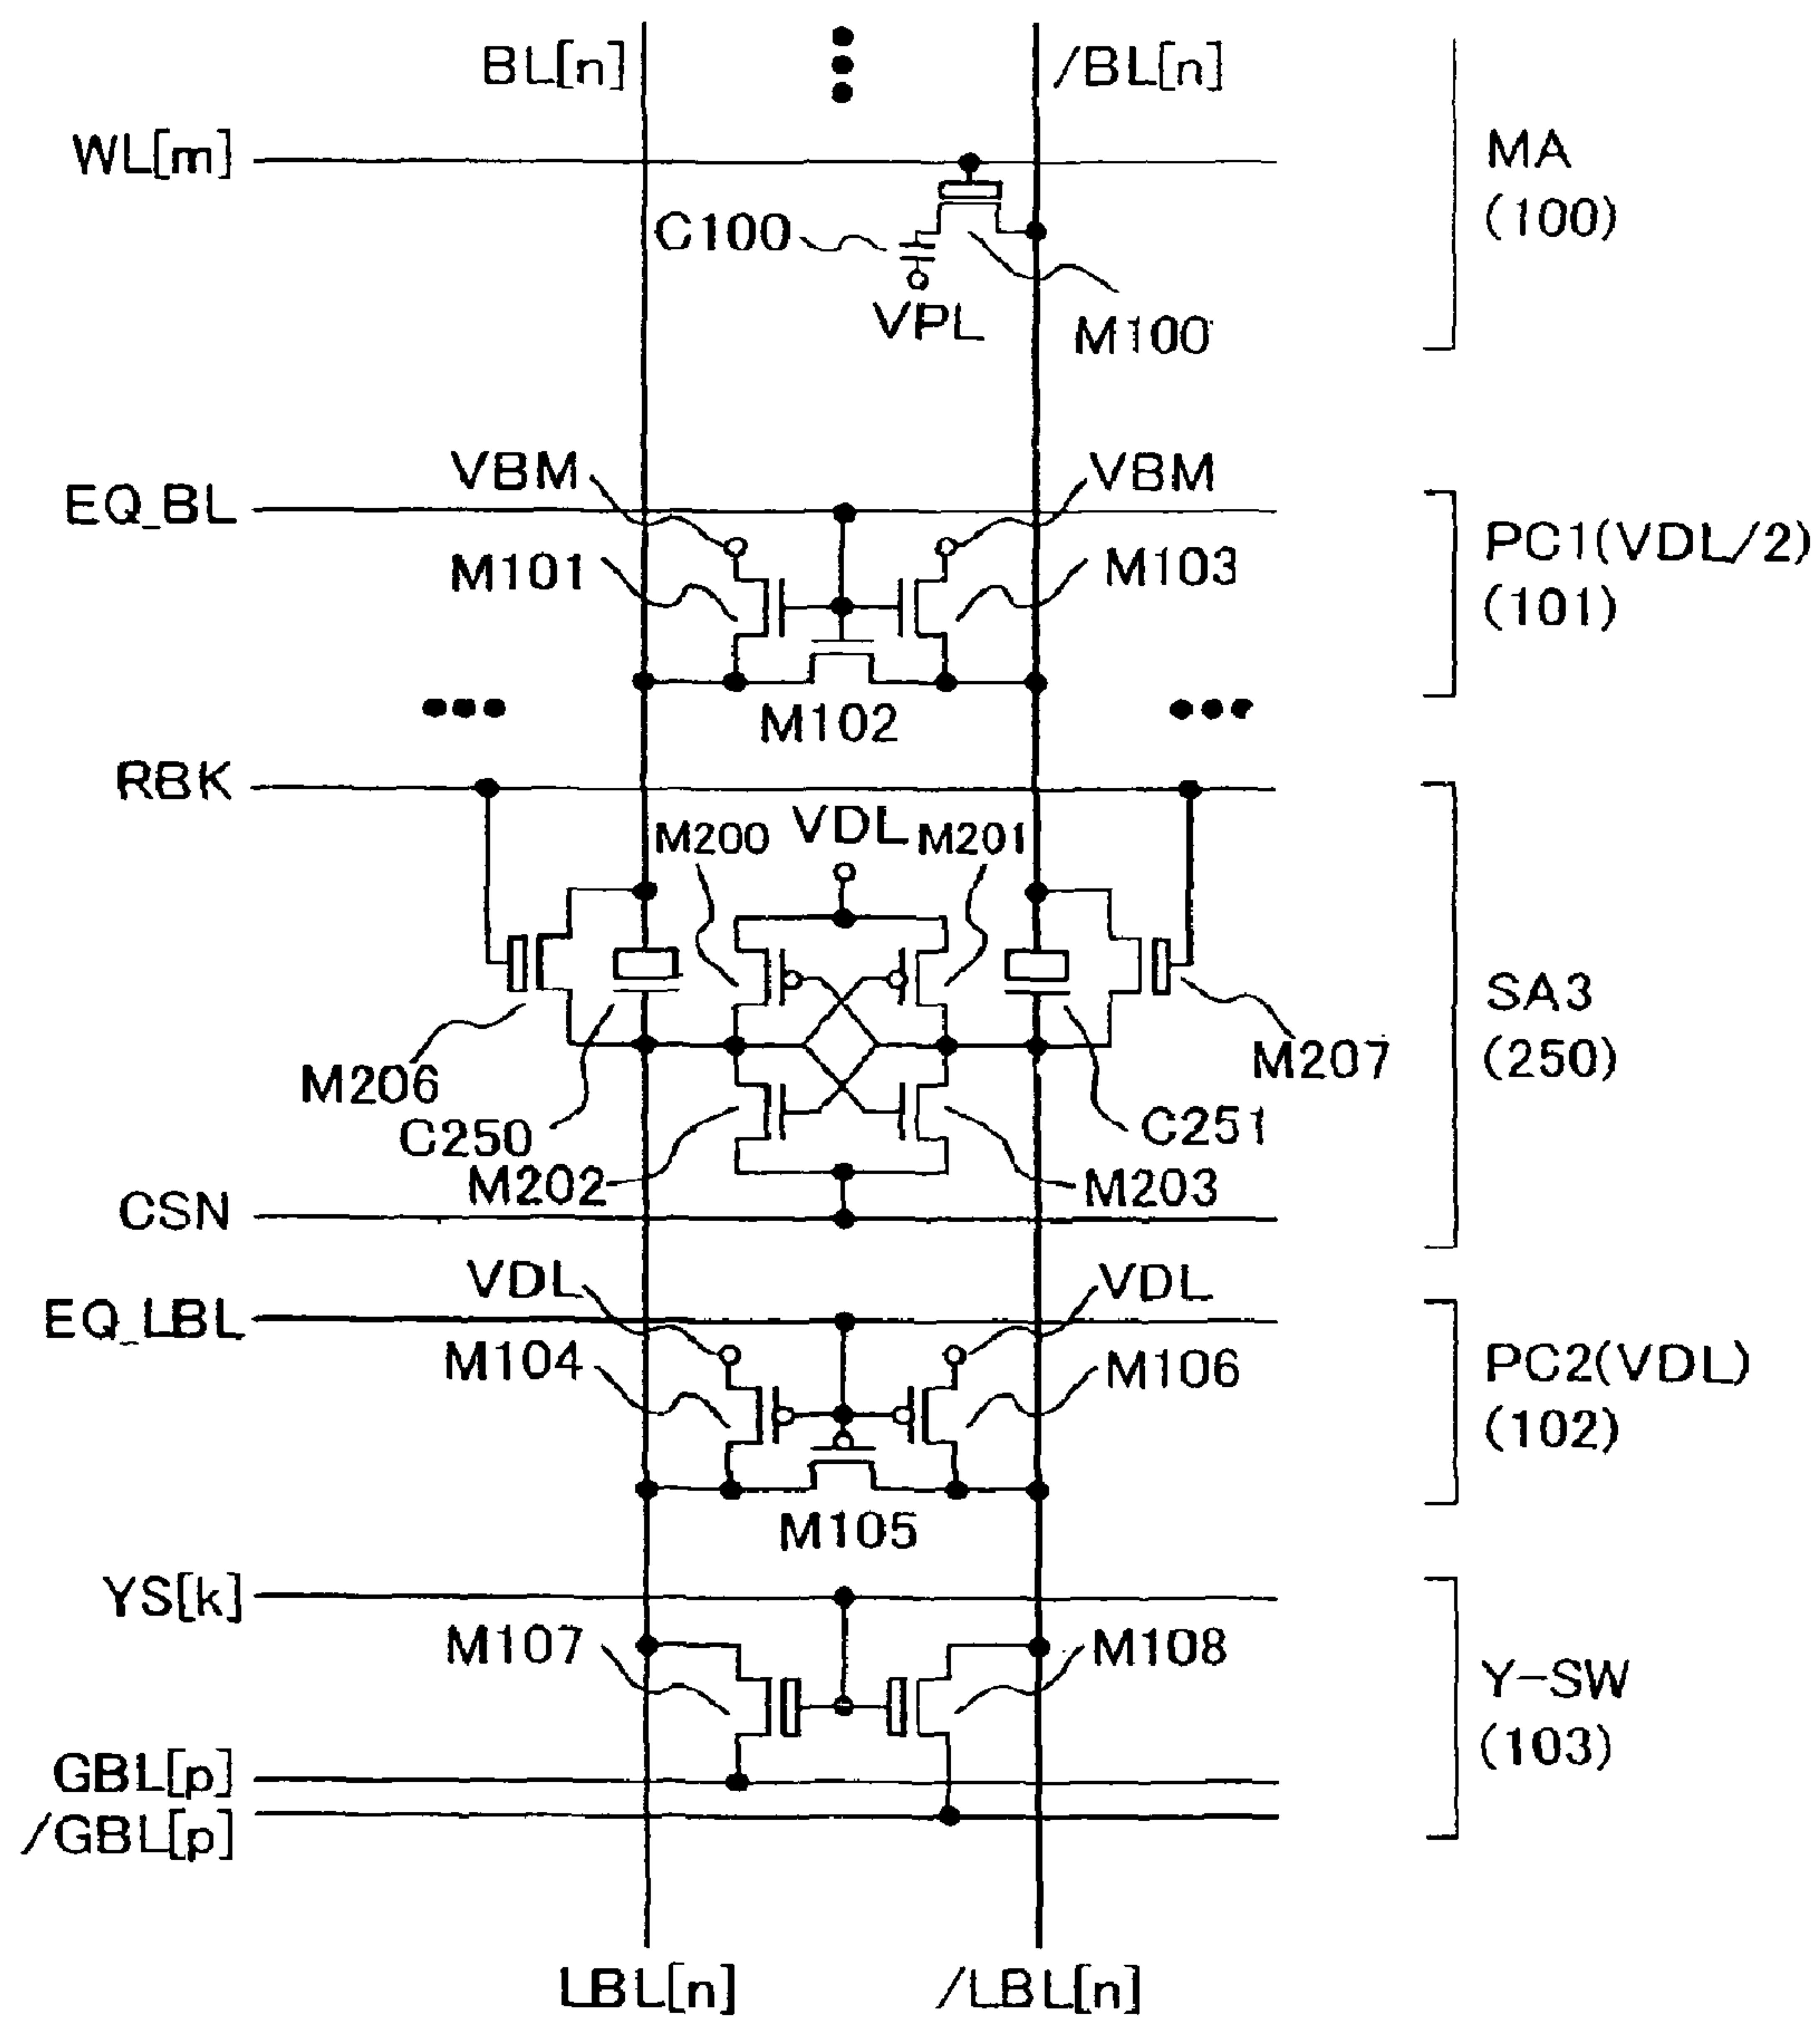 BL[n]
/BL[n]
WL[m]
MA
(100)
C100
VPL
M100
VBM
VBM
EQ_BL
PC1(VDL/2)
(101)
M101
M103
M102
RBK
M200
VDL
M201
SA3
(250)
M206
M207
C250
C251
M202
M203
CSN
VDL
VDL
EQ_LBL
PC2(VDL)
(102)
M104
M106
M105
YS[k]
M107
M108
Y-SW
(103)
GBL[p]
/GBL[p]
LBL[n]
/LBL[n]